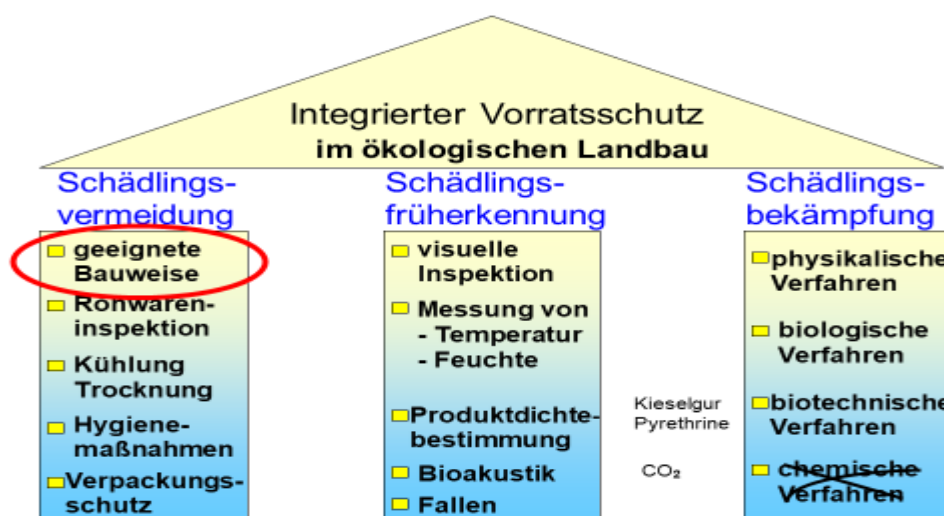 Integrierter Vorratsschutz
im ökologischen Landbau
Schädlings-
vermeidung
geeignete
Bauweise
Rohwaren-
inspektion
Kühlung
Trocknung
Hygiene-
maßnahmen
Verpackungs-
schutz
Schädlings-
früherkennung
visuelle
Inspektion
Messung von
- Temperatur
- Feuchte
Produktdichte-
bestimmung
Bioakustik
Fallen
Kieselgur
Pyrethrine
CO₂
Schädlings-
bekämpfung
physikalische
Verfahren
biologische
Verfahren
biotechnische
Verfahren
chemische
Verfahren